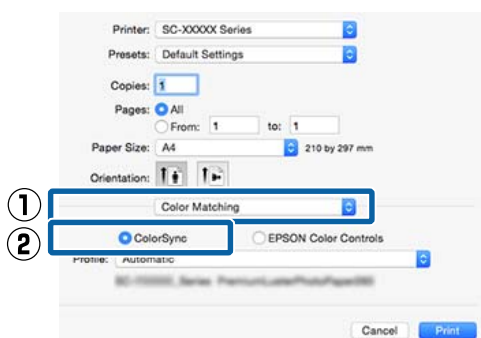 Printer: SC-XXXXX Series
Presets: Default Settings
Copies: 1
Pages: All
From: 1 to: 1
Paper Size: A4 210 by 297 mm
Orientation:
① Color Matching
② ColorSync EPSON Color Controls
Profile: Automatic
Cancel Print